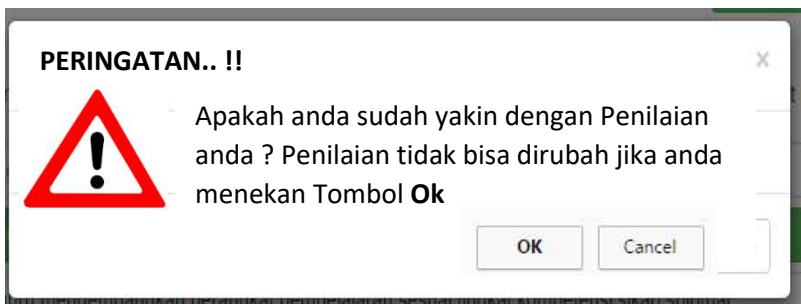 PERINGATAN.. !!
Apakah anda sudah yakin dengan Penilaian
anda ? Penilaian tidak bisa dirubah jika anda
menekan Tombol Ok
OK
Cancel